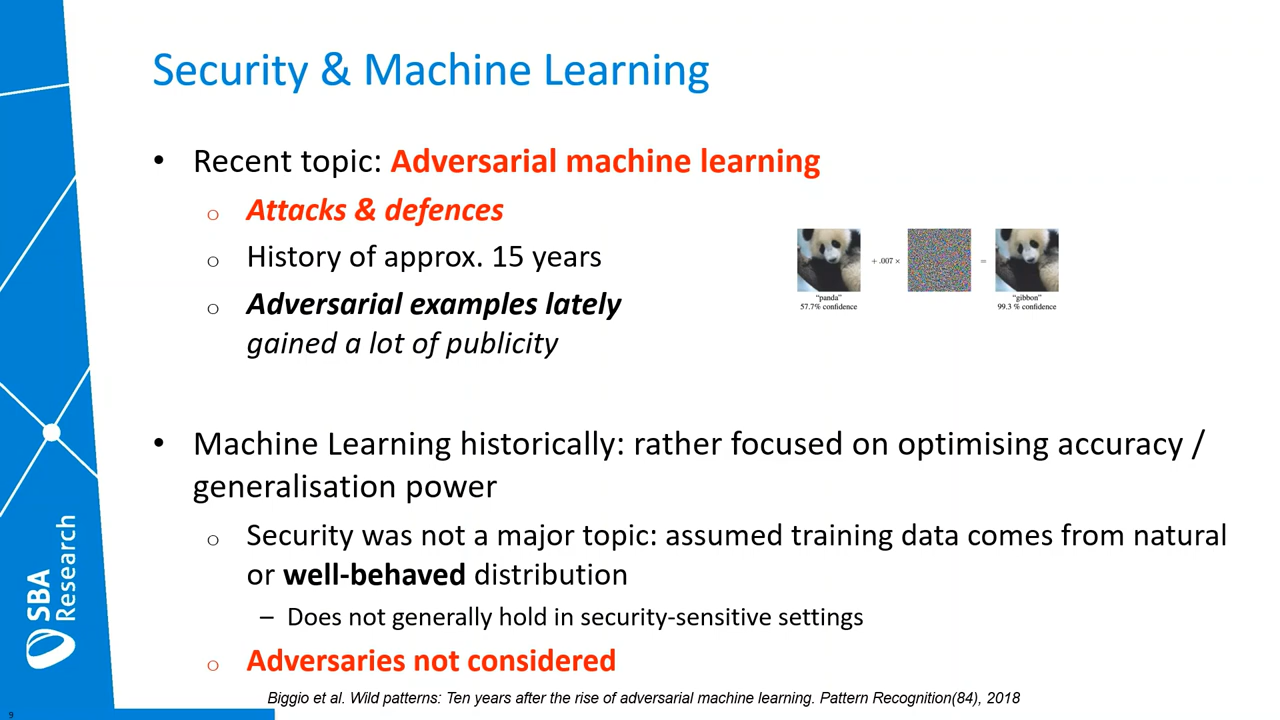 Security & Machine Learning
• Recent topic: Adversarial machine learning
o Attacks & defences
o History of approx. 15 years
o Adversarial examples lately
gained a lot of publicity
+ .007 ×
=
"panda"
57.7% confidence
"gibbon"
99.3 % confidence
• Machine Learning historically: rather focused on optimising accuracy /
generalisation power
o Security was not a major topic: assumed training data comes from natural
or well-behaved distribution
– Does not generally hold in security-sensitive settings
o Adversaries not considered
Biggio et al. Wild patterns: Ten years after the rise of adversarial machine learning. Pattern Recognition(84), 2018
SBA
Research
9